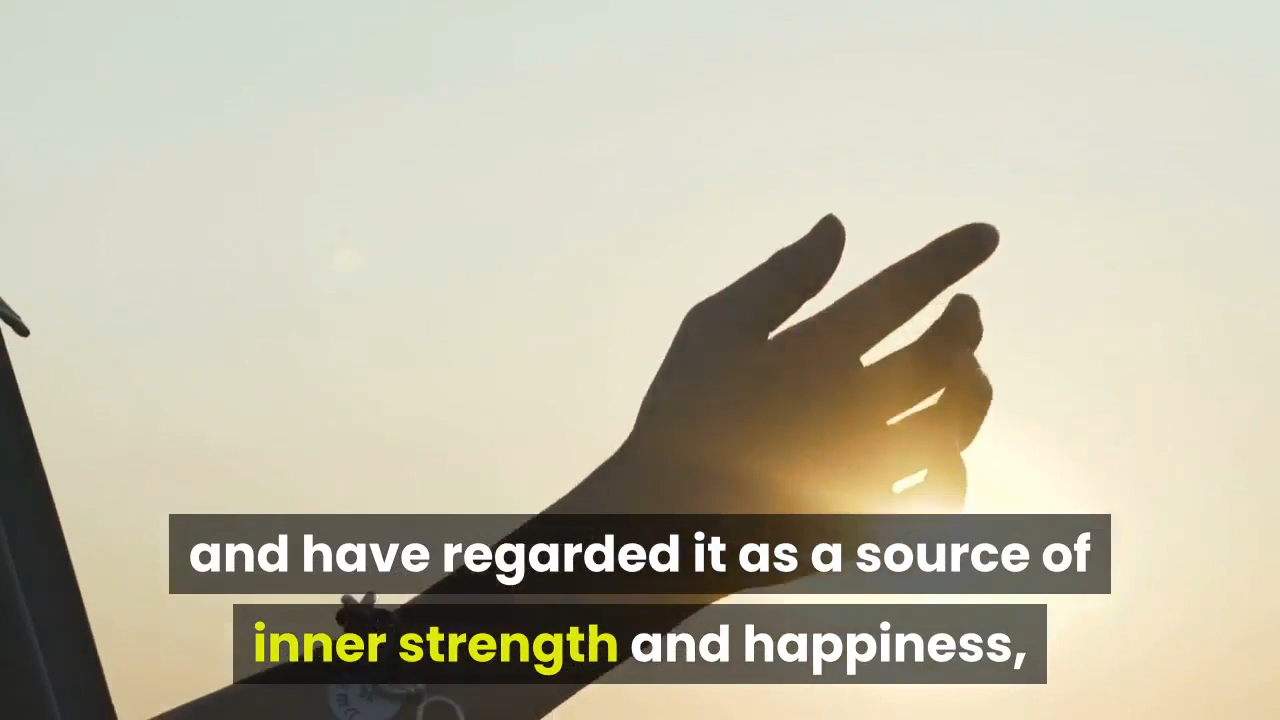 and have regarded it as a source of
inner strength and happiness,